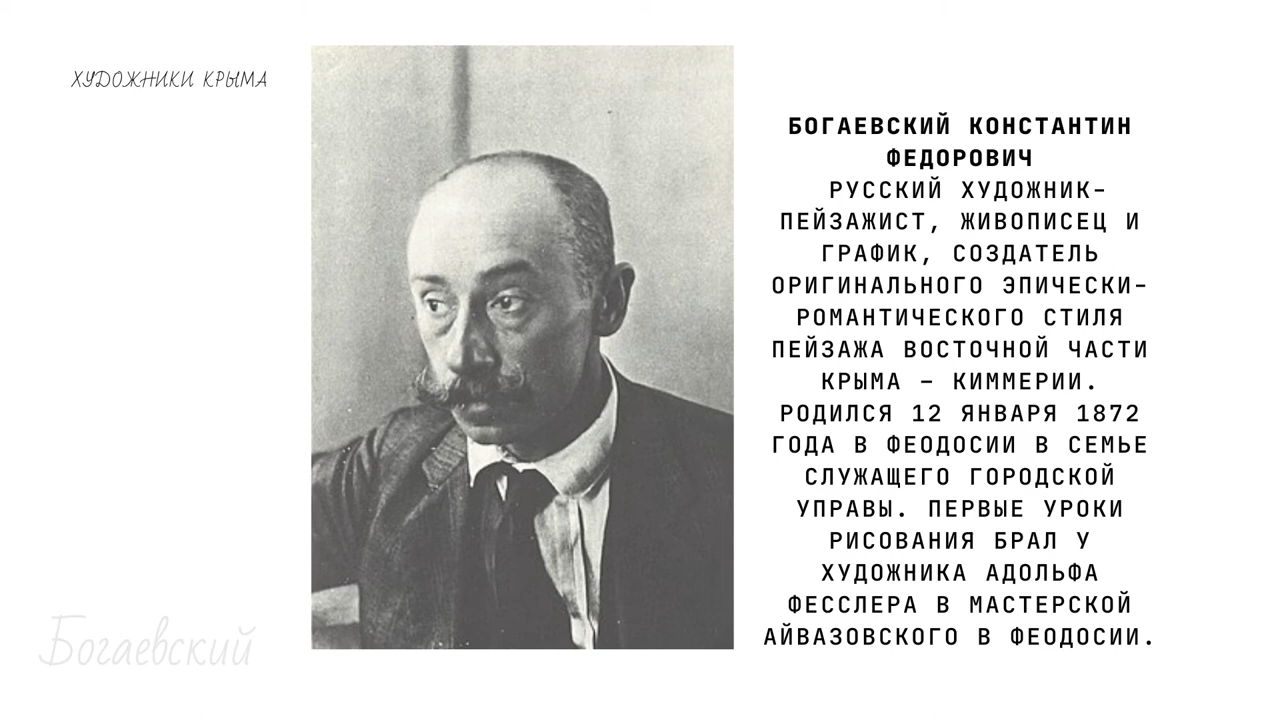 ХУДОЖНИКИ КРЫМА
БОГАЕВСКИЙ КОНСТАНТИН
ФЕДОРОВИЧ
РУССКИЙ ХУДОЖНИК-
ПЕЙЗАЖИСТ, ЖИВОПИСЕЦ И
ГРАФИК, СОЗДАТЕЛЬ
ОРИГИНАЛЬНОГО ЭПИЧЕСКИ-
РОМАНТИЧЕСКОГО СТИЛЯ
ПЕЙЗАЖА ВОСТОЧНОЙ ЧАСТИ
КРЫМА – КИММЕРИИ.
РОДИЛСЯ 12 ЯНВАРЯ 1872
ГОДА В ФЕОДОСИИ В СЕМЬЕ
СЛУЖАЩЕГО ГОРОДСКОЙ
УПРАВЫ. ПЕРВЫЕ УРОКИ
РИСОВАНИЯ БРАЛ У
ХУДОЖНИКА АДОЛЬФА
ФЕССЛЕРА В МАСТЕРСКОЙ
АЙВАЗОВСКОГО В ФЕОДОСИИ.
Богаевский